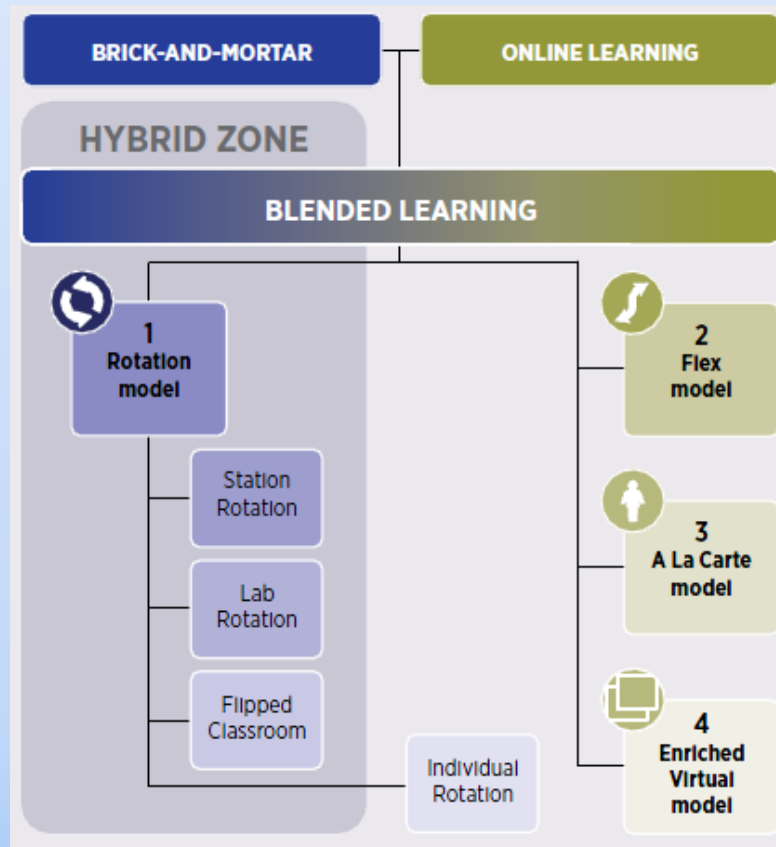 BRICK-AND-MORTAR
ONLINE LEARNING
HYBRID ZONE
BLENDED LEARNING
1
Rotation
model
Station
Rotation
Lab
Rotation
Flipped
Classroom
Individual
Rotation
2
Flex
model
3
A La Carte
model
4
Enriched
Virtual
model